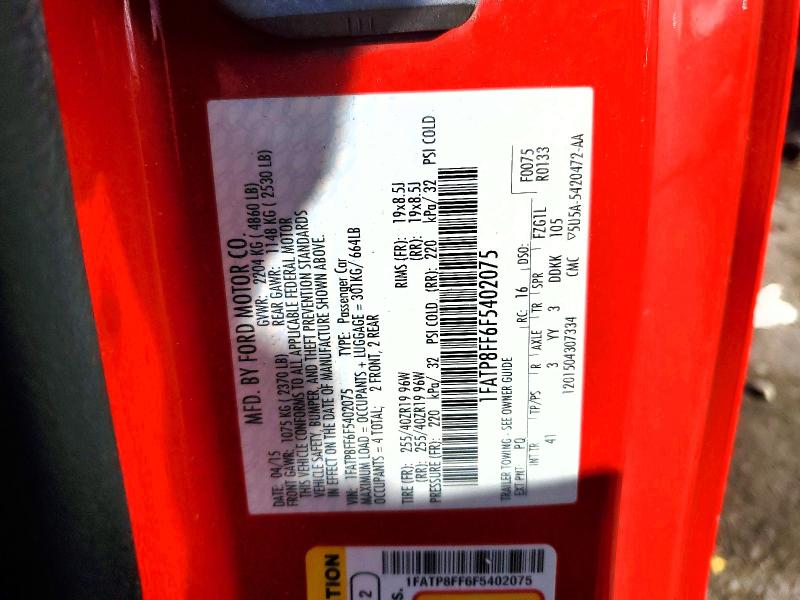 MFD. BY FORD MOTOR CO.
DATE: 04/15 GVWR: 2204 KG ( 4860 LB)
FRONT GAWR: 1075 KG ( 2370 LB) REAR GAWR: 1148 KG ( 2530 LB)
THIS VEHICLE CONFORMS TO ALL APPLICABLE FEDERAL MOTOR
VEHICLE SAFETY, BUMPER, AND THEFT PREVENTION STANDARDS
IN EFFECT ON THE DATE OF MANUFACTURE SHOWN ABOVE.
VIN: 1FATP8FF6F5402075 TYPE: Passenger Car
MAXIMUM LOAD = OCCUPANTS + LUGGAGE = 301KG/ 664LB
OCCUPANTS = 4 TOTAL: 2 FRONT, 2 REAR
TIRE (FR): 255/40ZR19 96W RIMS (FR): 19x8.5J
(RR): 255/40ZR19 96W (RR): 19x8.5J
PRESSURE (FR): 220 kPa/ 32 PSI COLD (RR): 220 kPa/ 32 PSI COLD
1FATP8FF6F5402075
TRAILER TOWING - SEE OWNER GUIDE F0075
EXT PNT: PQ RC: 16 DSO: R0133
INT TR TP/PS R AXLE TR SPR FZG1L
41 3 YY 3 DDKK 105
1201504307334 CMC ▽5U5A-5420472-AA
TION
2
s.
1FATP8FF6F5402075